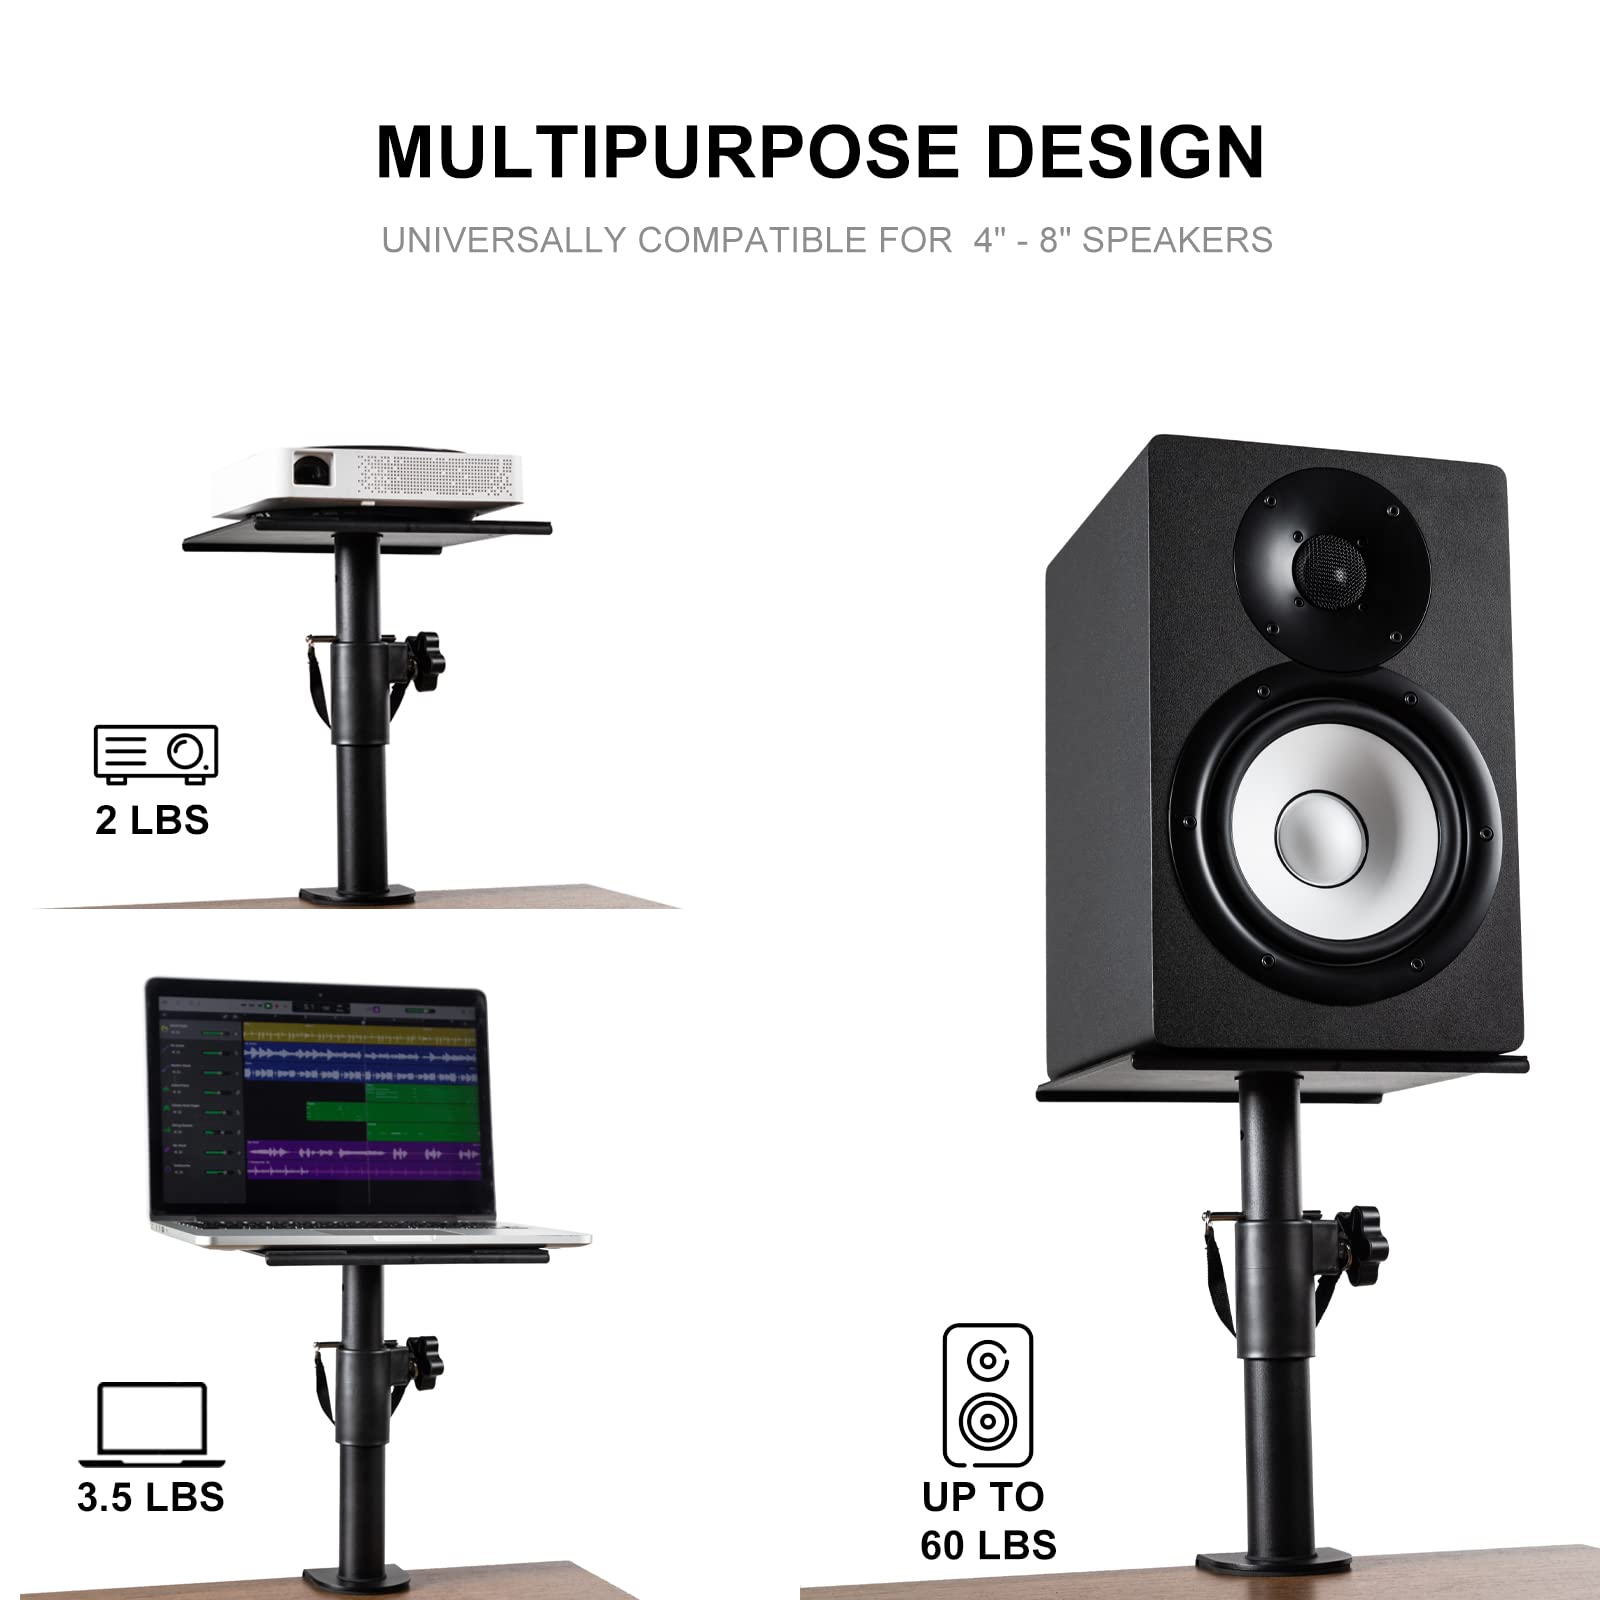 MULTIPURPOSE DESIGN
UNIVERSALLY COMPATIBLE FOR 4" - 8" SPEAKERS
2 LBS
3.5 LBS
UP TO
60 LBS